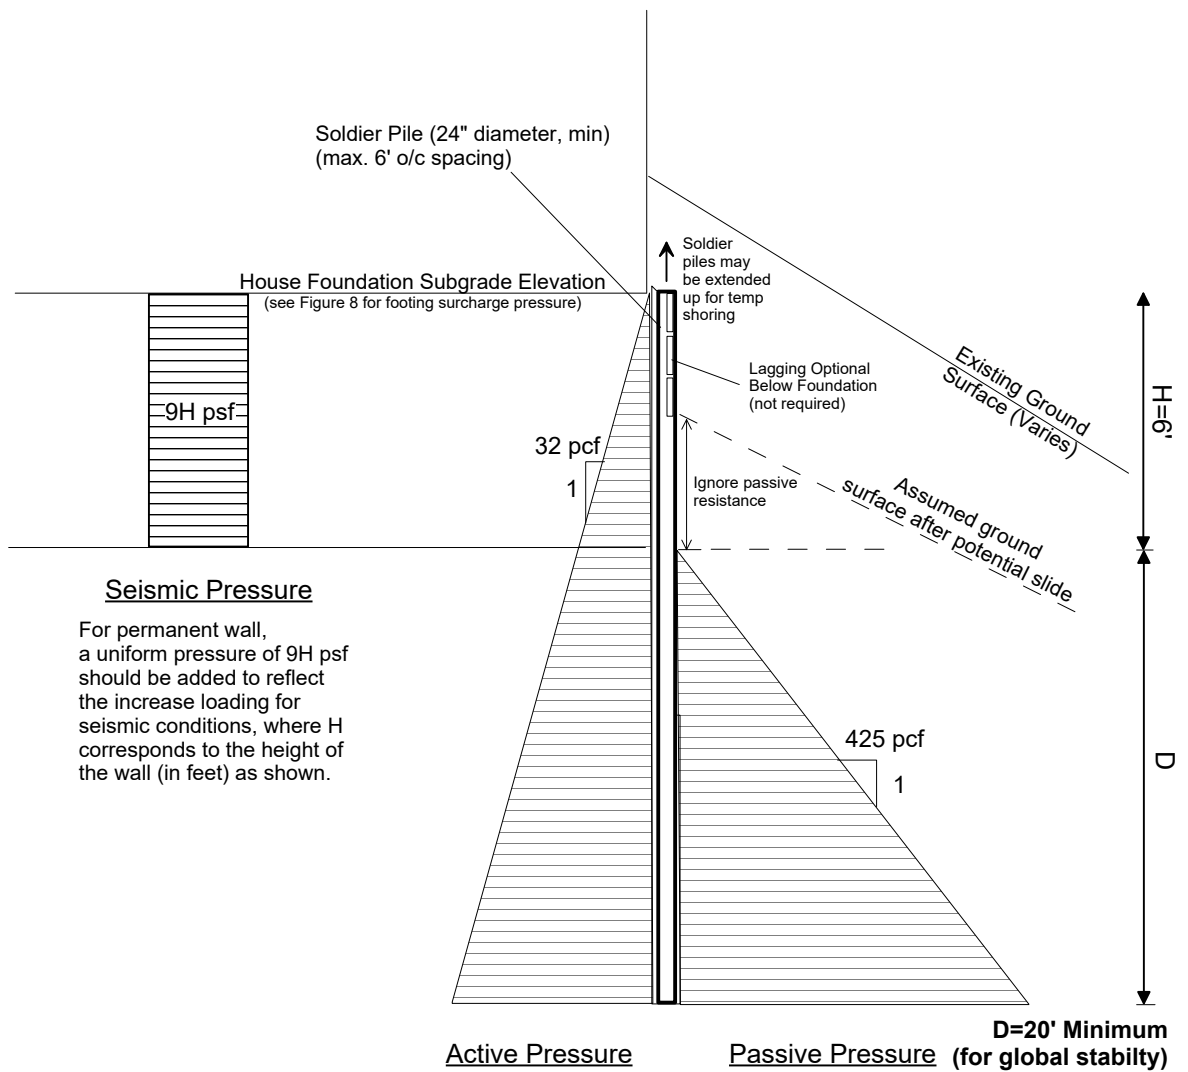 Soldier Pile (24" diameter, min)
(max. 6' o/c spacing)
Soldier
piles may
be extended
up for temp
shoring
House Foundation Subgrade Elevation
(see Figure 8 for footing surcharge pressure)
Existing Ground
Surface (Varies)
Lagging Optional
Below Foundation
(not required)
H=6'
9H psf
32 pcf
1
Ignore passive
resistance
Assumed ground
surface after potential slide
Seismic Pressure
For permanent wall,
a uniform pressure of 9H psf
should be added to reflect
the increase loading for
seismic conditions, where H
corresponds to the height of
the wall (in feet) as shown.
425 pcf
1
D
D=20' Minimum
(for global stabilty)
Active Pressure
Passive Pressure